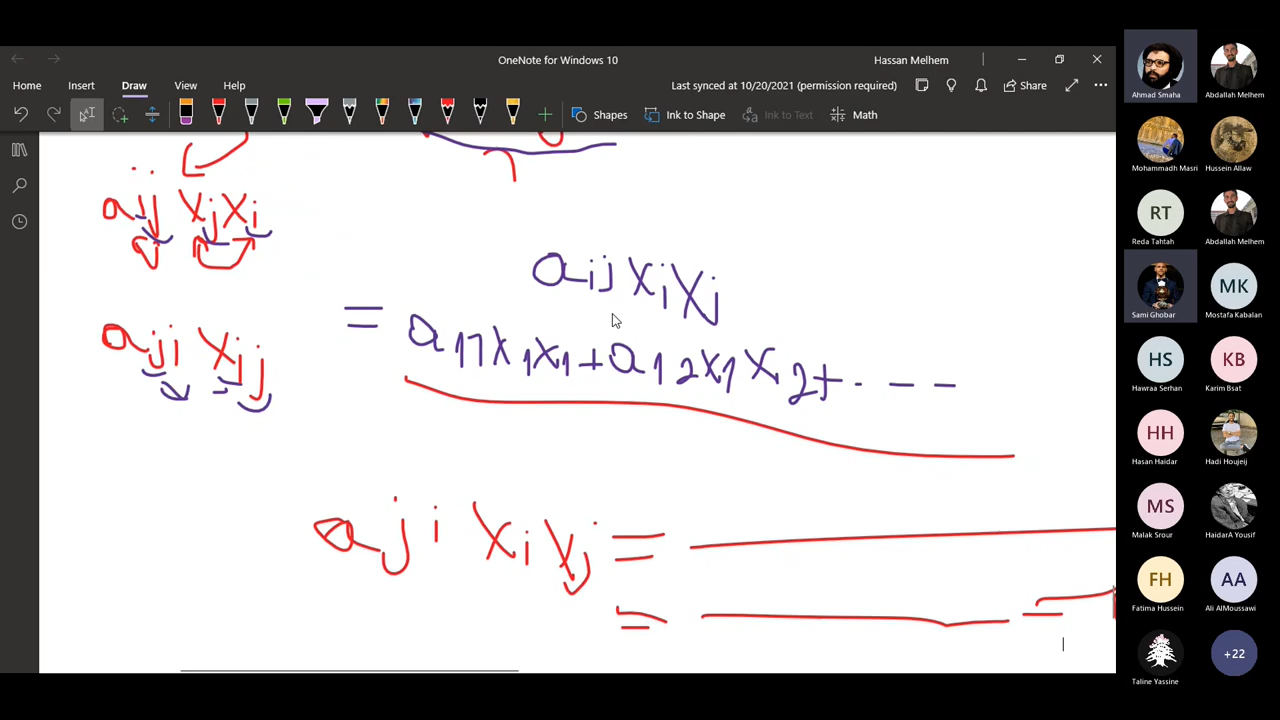 OneNote for Windows 10
Hassan Melhem
Home Insert Draw View Help
Last synced at 10/20/2021 (permission required)
Share
Shapes
Ink to Shape
Ink to Text
Math
aij xjxi
aji xij
aij xixj
= a11x1x1+a12x1x2+- - -
aji xixj =
=
Ahmad Smaha
Abdallah Melhem
Mohammadh Masri
Hussein Allaw
RT
Reda Tahtah
Abdallah Melhem
Sami Ghobar
MK
Mostafa Kabalan
HS
Hawraa Serhan
KB
Karim Bsat
HH
Hasan Haidar
Hadi Houjeij
MS
Malak Srour
HaidarA Yousif
FH
Fatima Hussein
AA
Ali AlMoussawi
Taline Yassine
+22